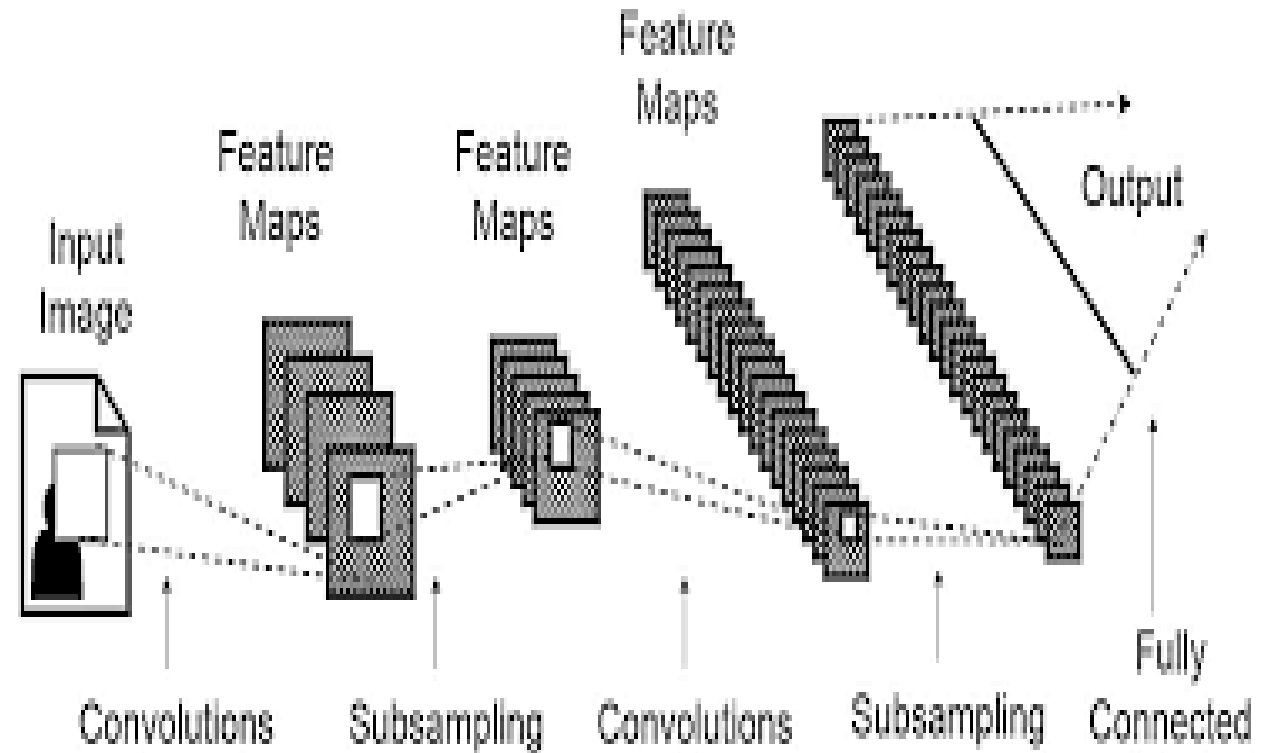 Input
Image
Feature
Maps
Feature
Maps
Feature
Maps
Output
Convolutions
Subsampling
Convolutions
Subsampling
Fully
Connected